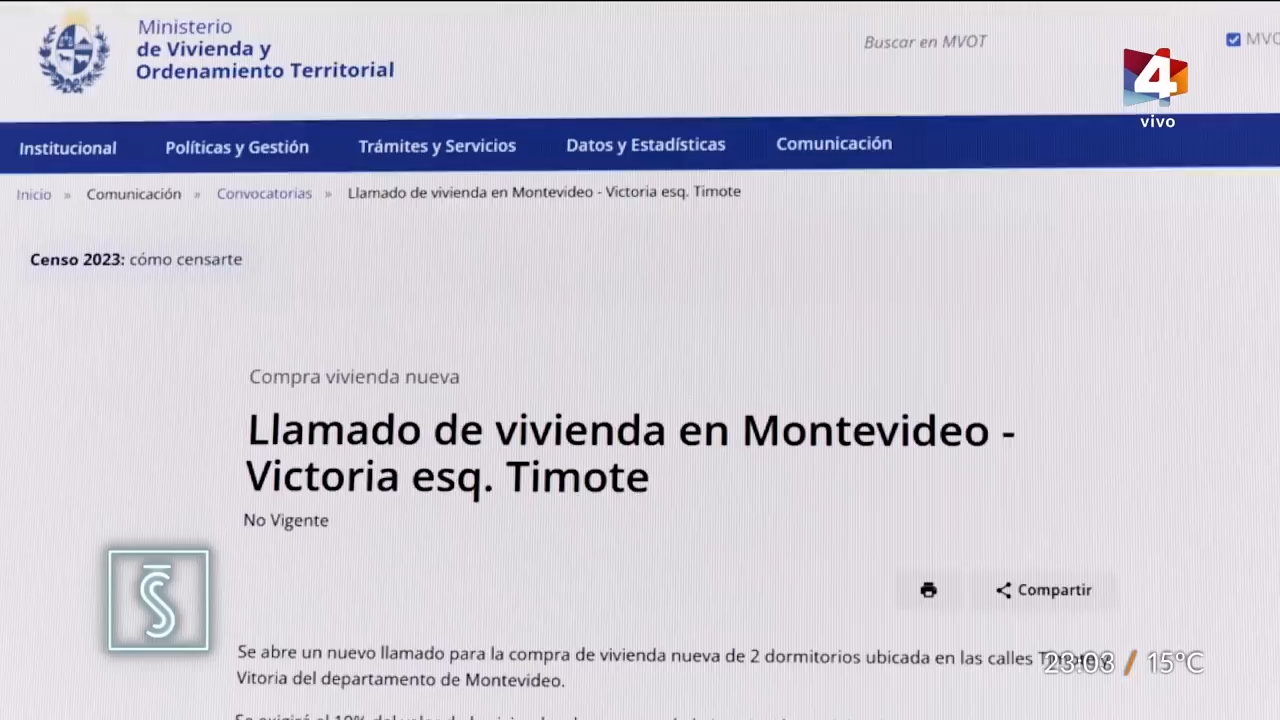 Ministerio
de Vivienda y
Ordenamiento Territorial
Buscar en MVOT
4
vivo
Institucional Políticas y Gestión Trámites y Servicios Datos y Estadísticas Comunicación
Inicio » Comunicación » Convocatorias » Llamado de vivienda en Montevideo - Victoria esq. Timote
Censo 2023: cómo censarte
Compra vivienda nueva
Llamado de vivienda en Montevideo -
Victoria esq. Timote
No Vigente
S
Compartir
Se abre un nuevo llamado para la compra de vivienda nueva de 2 dormitorios ubicada en las calles
Vitoria del departamento de Montevideo.
23:03 / 15°C